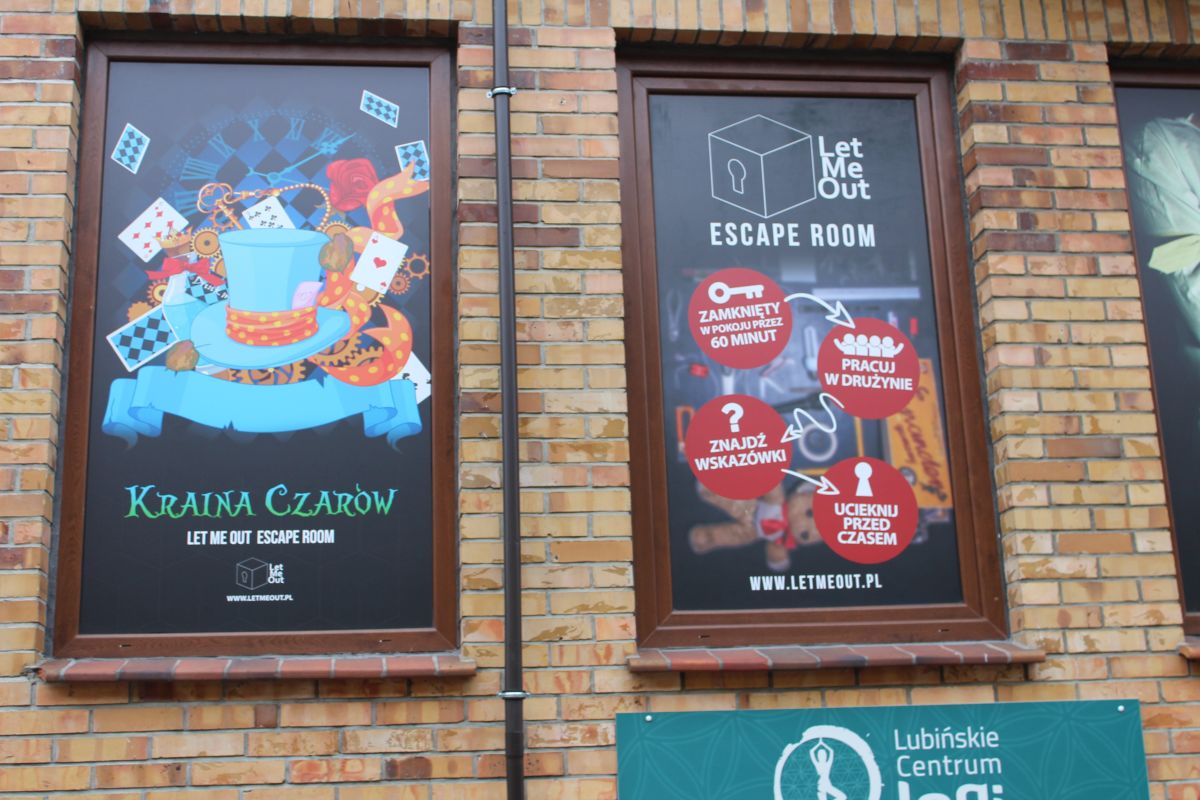 KRAINA CZARÓW
LET ME OUT ESCAPE ROOM
Let
Me
Out
WWW.LETMEOUT.PL
Let
Me
Out
ESCAPE ROOM
ZAMKNIĘTY
W POKOJU PRZEZ
60 MINUT
PRACUJ
W DRUŻYNIE
?
ZNAJDŹ
WSKAZÓWKI
UCIEKNIJ
PRZED
CZASEM
WWW.LETMEOUT.PL
Lubińskie
Centrum